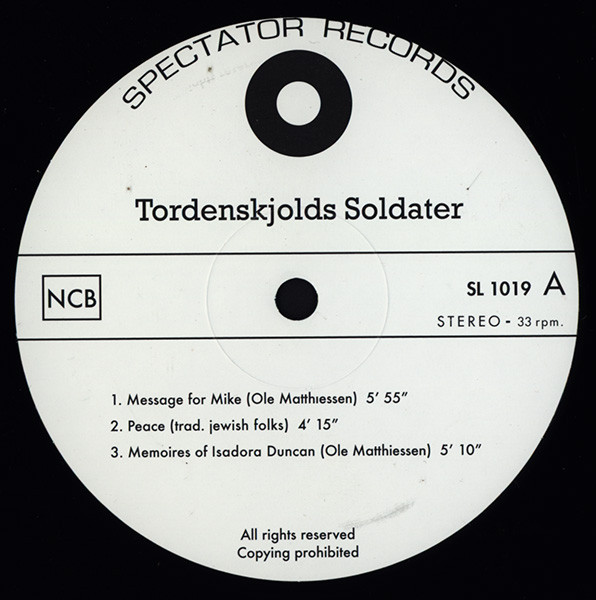 SPECTATOR RECORDS
Tordenskjolds Soldater
NCB
SL 1019 A
STEREO - 33 rpm.
1. Message for Mike (Ole Matthiessen) 5' 55"
2. Peace (trad. jewish folks) 4' 15"
3. Memoires of Isadora Duncan (Ole Matthiessen) 5' 10"
All rights reserved
Copying prohibited